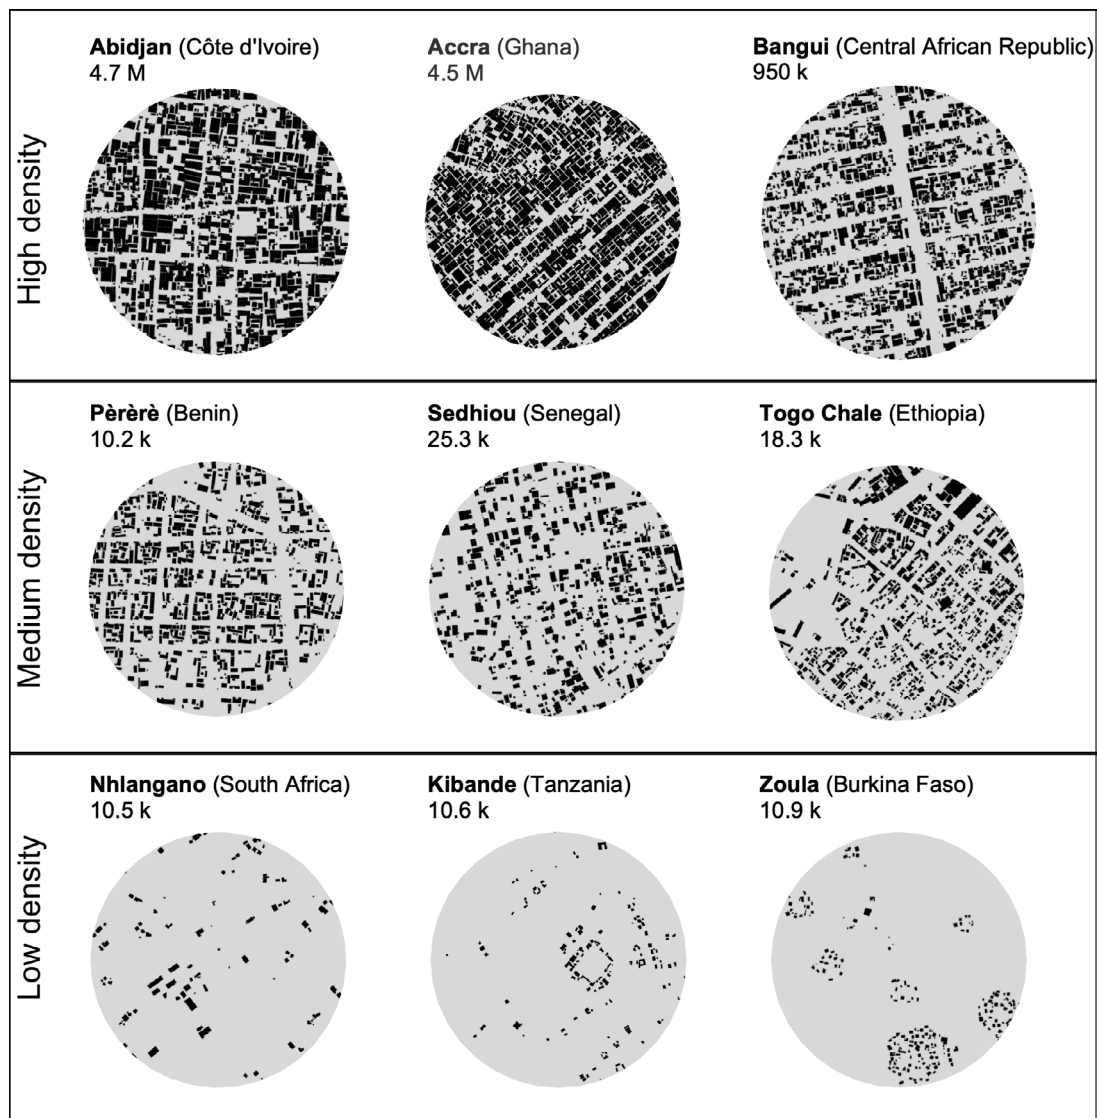 High density
Abidjan (Côte d'Ivoire)
4.7 M
Accra (Ghana)
4.5 M
Bangui (Central African Republic)
950 k
Medium density
Pèrèrè (Benin)
10.2 k
Sedhiou (Senegal)
25.3 k
Togo Chale (Ethiopia)
18.3 k
Low density
Nhlangano (South Africa)
10.5 k
Kibande (Tanzania)
10.6 k
Zoula (Burkina Faso)
10.9 k